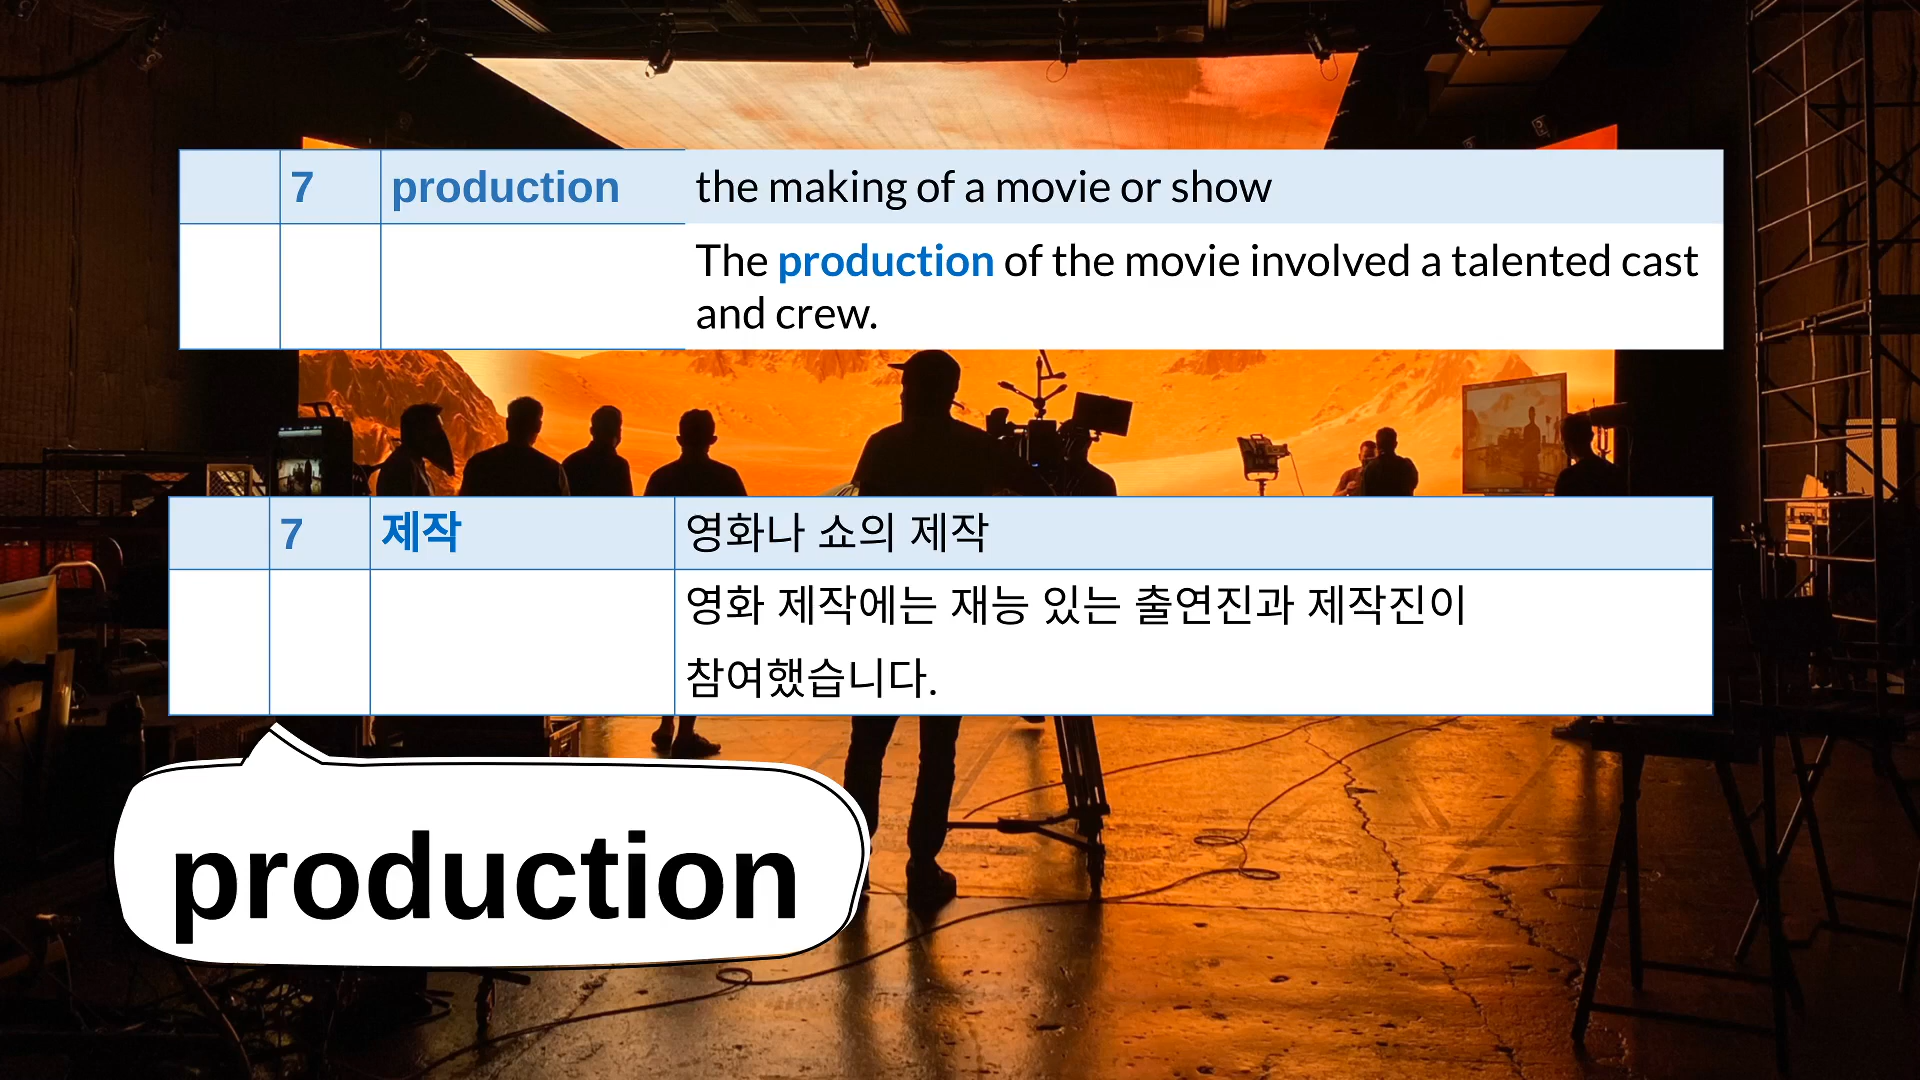 7 production the making of a movie or show
The production of the movie involved a talented cast
and crew.
7 제작 영화나 쇼의 제작
영화 제작에는 재능 있는 출연진과 제작진이
참여했습니다.
production